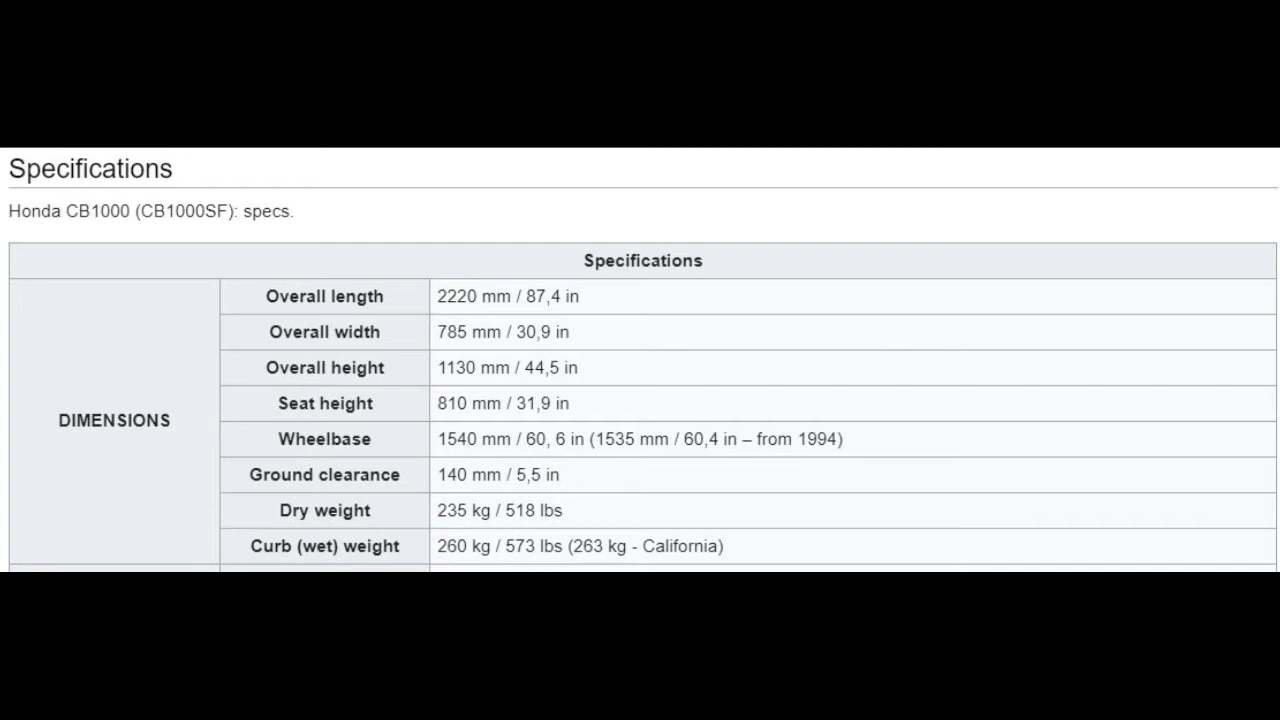 Specifications
Honda CB1000 (CB1000SF): specs.
Specifications
DIMENSIONS
Overall length 2220 mm / 87,4 in
Overall width 785 mm / 30,9 in
Overall height 1130 mm / 44,5 in
Seat height 810 mm / 31,9 in
Wheelbase 1540 mm / 60, 6 in (1535 mm / 60,4 in – from 1994)
Ground clearance 140 mm / 5,5 in
Dry weight 235 kg / 518 lbs
Curb (wet) weight 260 kg / 573 lbs (263 kg - California)